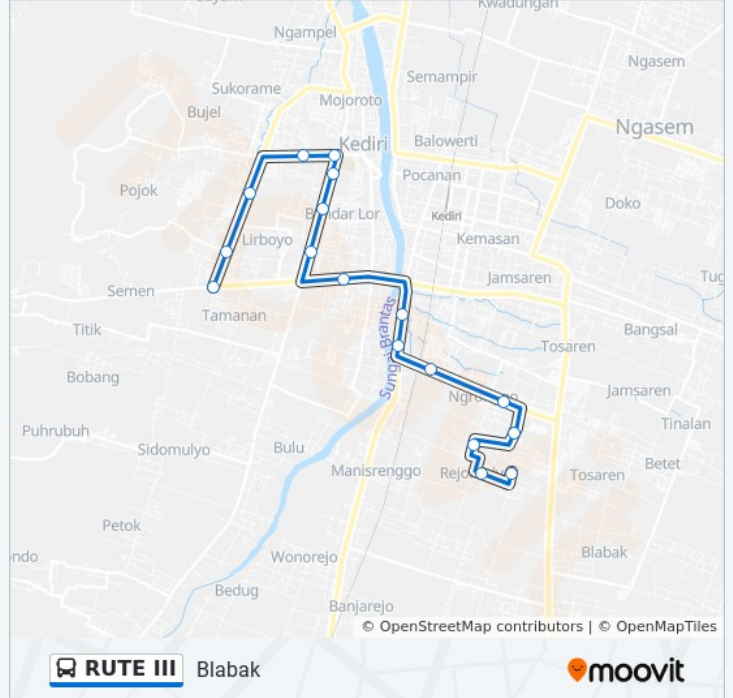 Kwadungan
Ngampel
Ngasem
Semampir
Sukorame
Mojoroto
Bujel
Ngasem
Kediri
Balowerti
Pocanan
Pojok
Doko
Kediri
Lirboyo
Kemasan
Jamsaren
Semen
Tamanan
Sungai Brantas
Titik
Bangsal
Tosaren
Bobang
Jamsaren
Tinalan
Puhrubuh
Bulu
Sidomulyo
Betet
Manisrenggo
Tosaren
Petok
Blabak
Wonorejo
Bedug
Banjarejo
© OpenStreetMap contributors | © OpenMapTiles
RUTE III Blabak
moovit